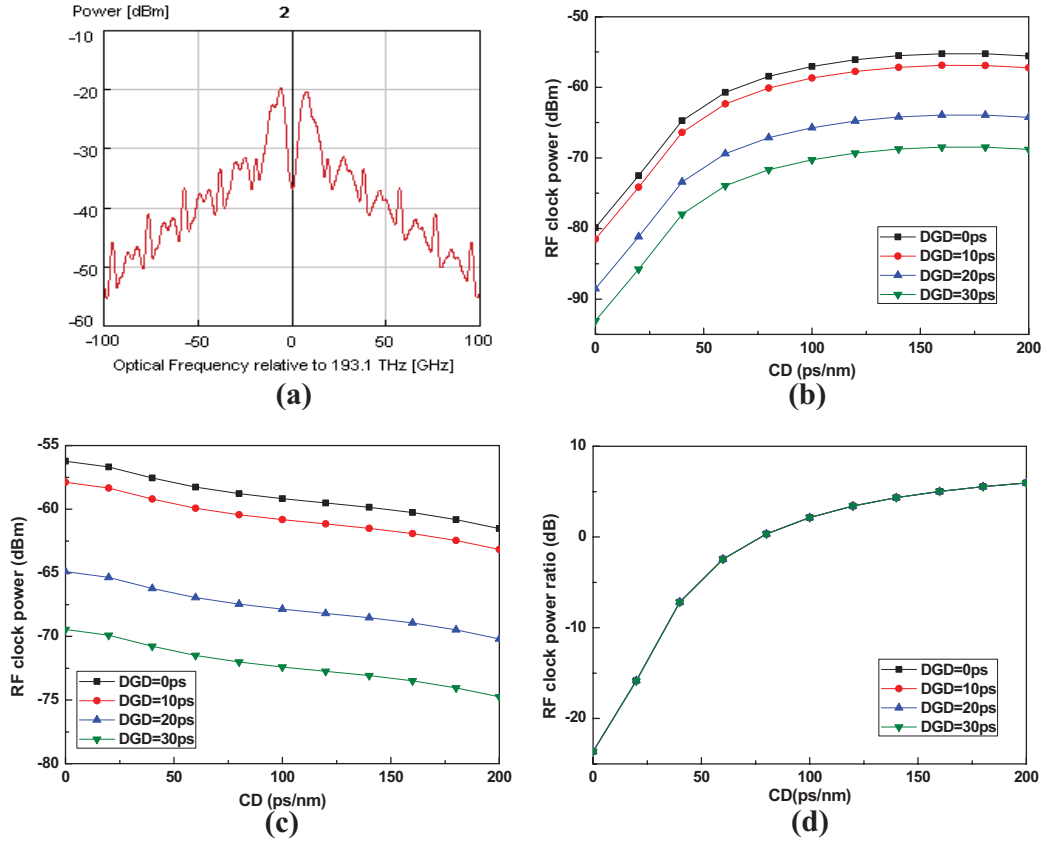 Power [dBm]
2
-10
-20
-30
-40
-50
-60
-100
-50
0
50
100
Optical Frequency relative to 193.1 THz [GHz]
(a)
RF clock power (dBm)
-50
-60
-70
-80
-90
DGD=0ps
DGD=10ps
DGD=20ps
DGD=30ps
0
50
100
150
200
CD (ps/nm)
(b)
RF clock power (dBm)
-55
-60
-65
-70
-75
-80
DGD=0ps
DGD=10ps
DGD=20ps
DGD=30ps
0
50
100
150
200
CD (ps/nm)
(c)
RF clock power ratio (dB)
10
0
-10
-20
DGD=0ps
DGD=10ps
DGD=20ps
DGD=30ps
0
50
100
150
200
CD(ps/nm)
(d)